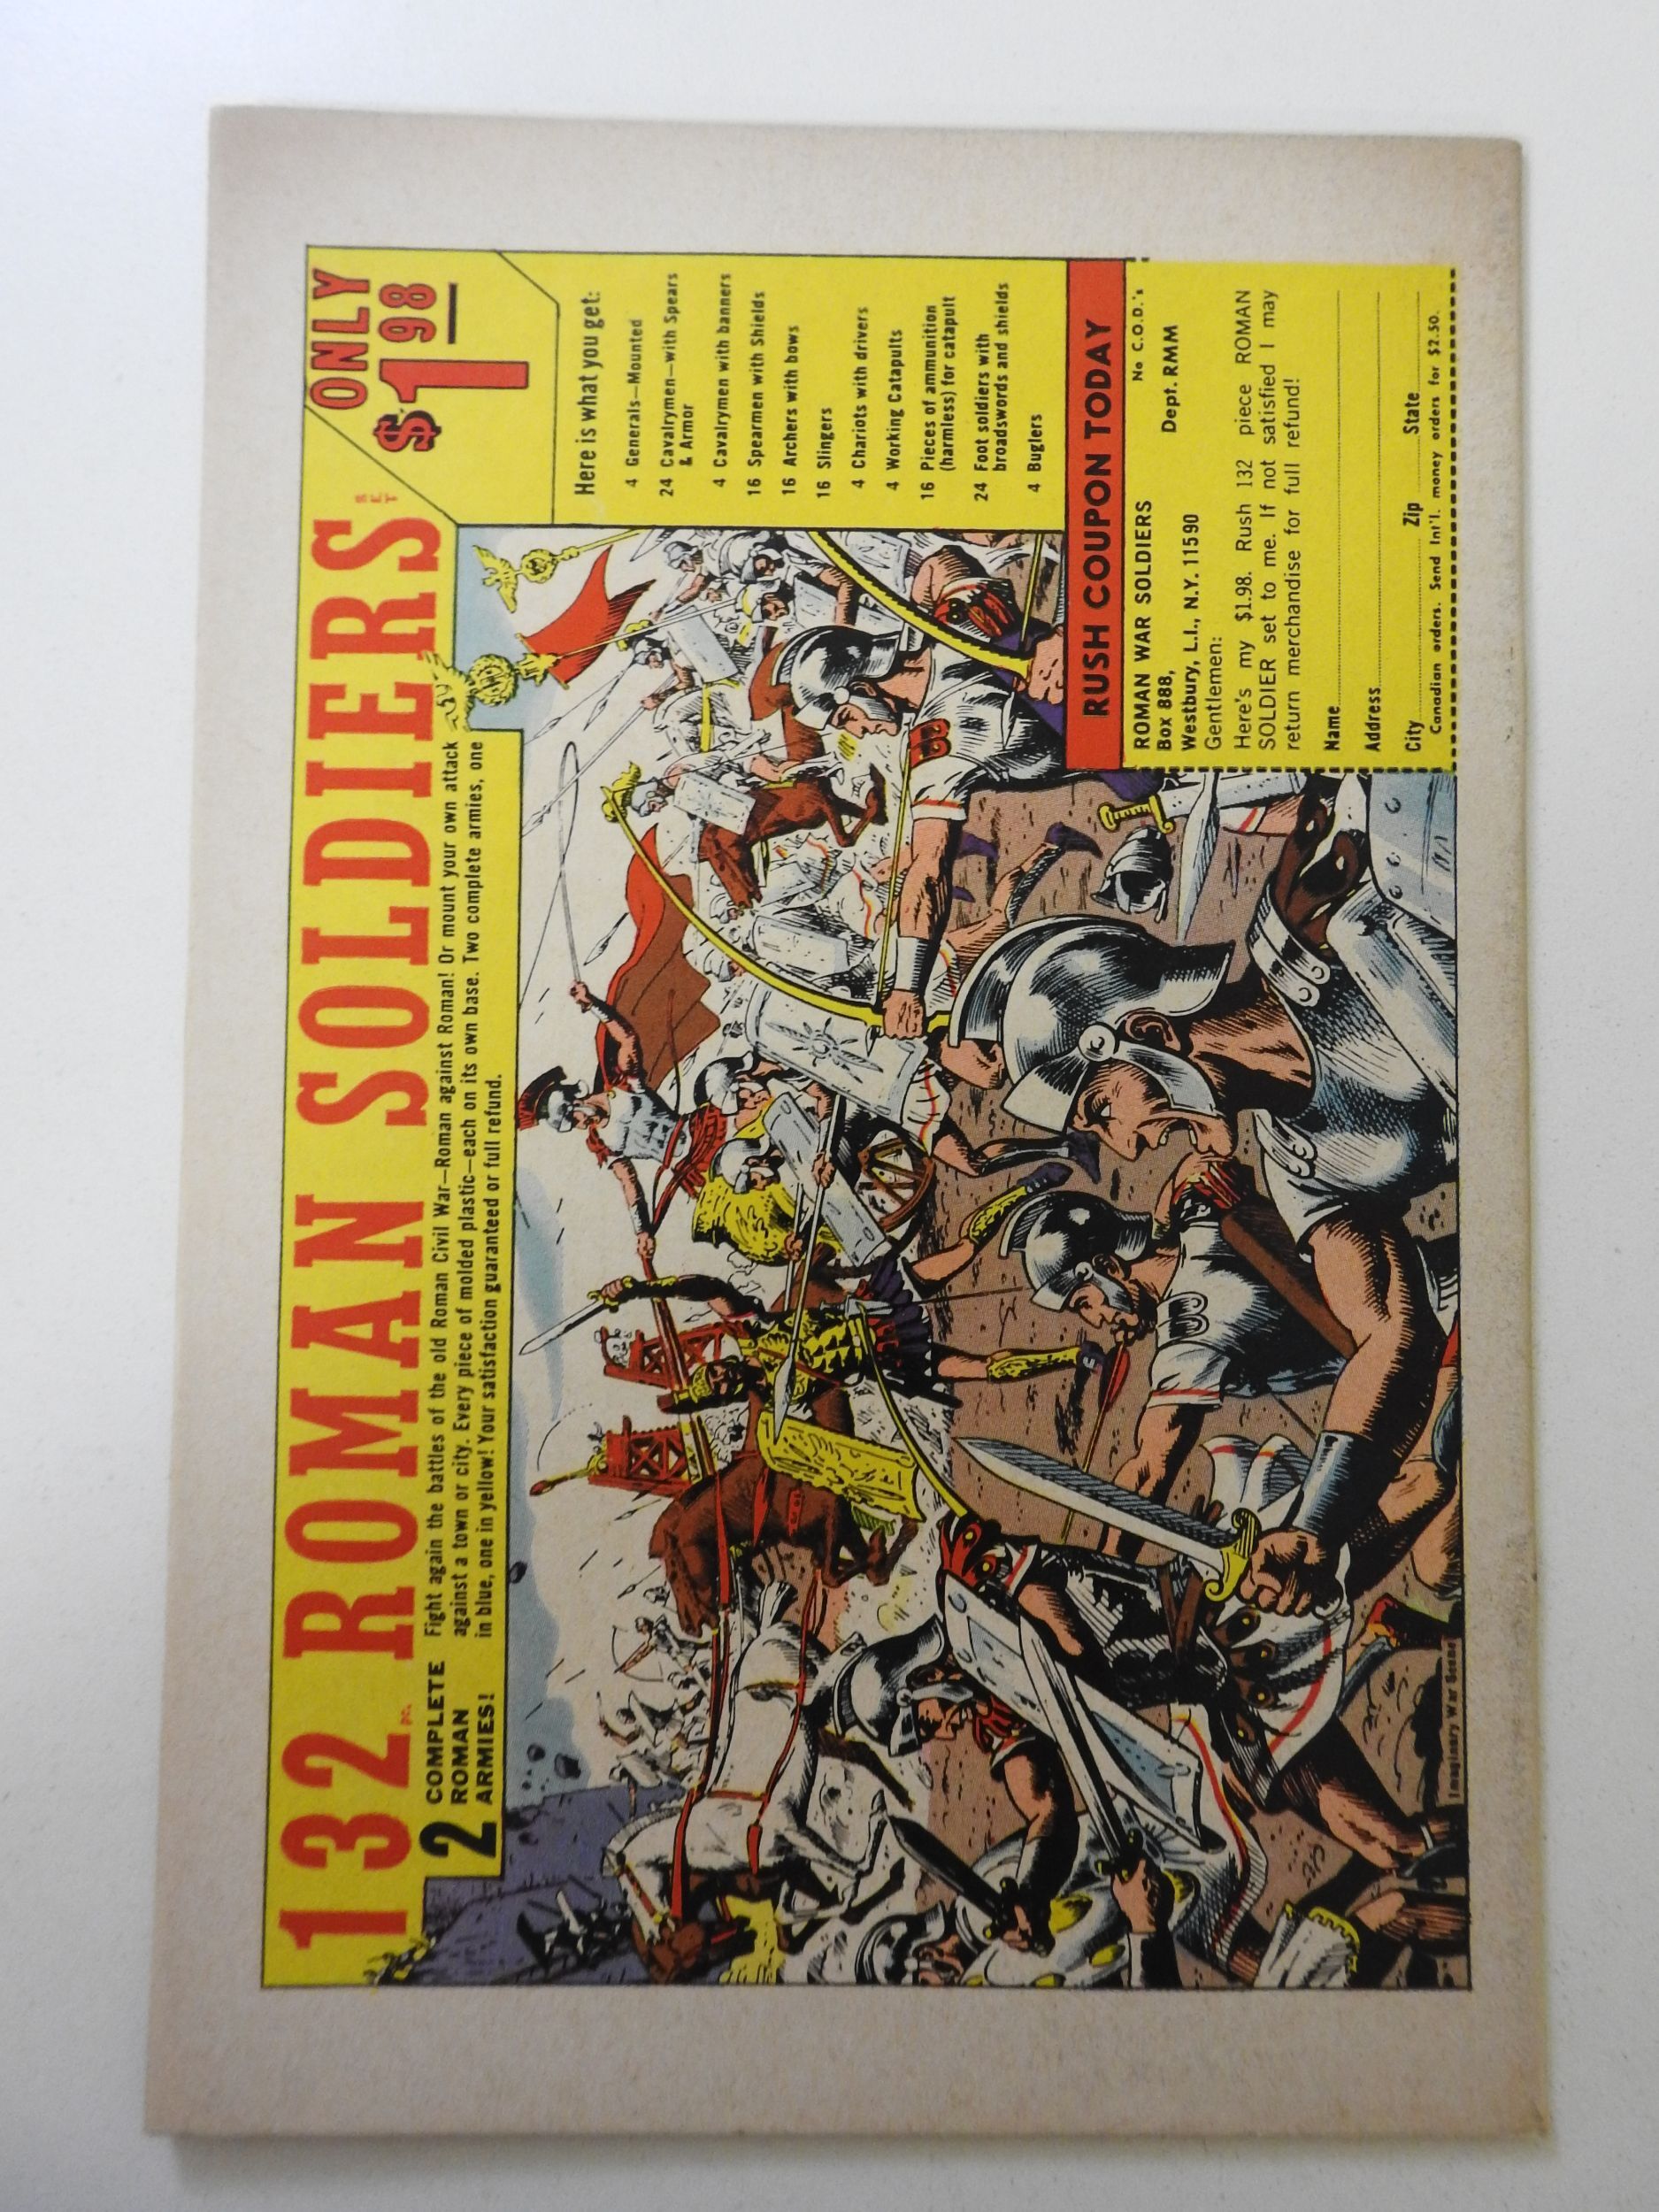 132 PC. ROMAN SOLDIERS SET
ONLY
$1.98
2 COMPLETE
ROMAN
ARMIES!
Fight again the battles of the old Roman Civil War—Roman against Roman! Or mount your own attack
against a town or city. Every piece of molded plastic—each on its own base. Two complete armies, one
in blue, one in yellow! Your satisfaction guaranteed or full refund.
Here is what you get:
4 Generals—Mounted
24 Cavalrymen—with Spears
& Armor
4 Cavalrymen with banners
16 Spearmen with Shields
16 Archers with bows
16 Slingers
4 Chariots with drivers
4 Working Catapults
16 Pieces of ammunition
(harmless) for catapult
24 Foot soldiers with
broadswords and shields
4 Buglers
RUSH COUPON TODAY
ROMAN WAR SOLDIERS No C.O.D.'s
Box 888,
Westbury, L.I., N.Y. 11590 Dept. RMM
Gentlemen:
Here's my $1.98. Rush 132 piece ROMAN
SOLDIER set to me. If not satisfied I may
return merchandise for full refund!
Name
Address
City Zip State
Canadian orders. Send Int'l. money orders for $2.50.
Imaginary War Scene